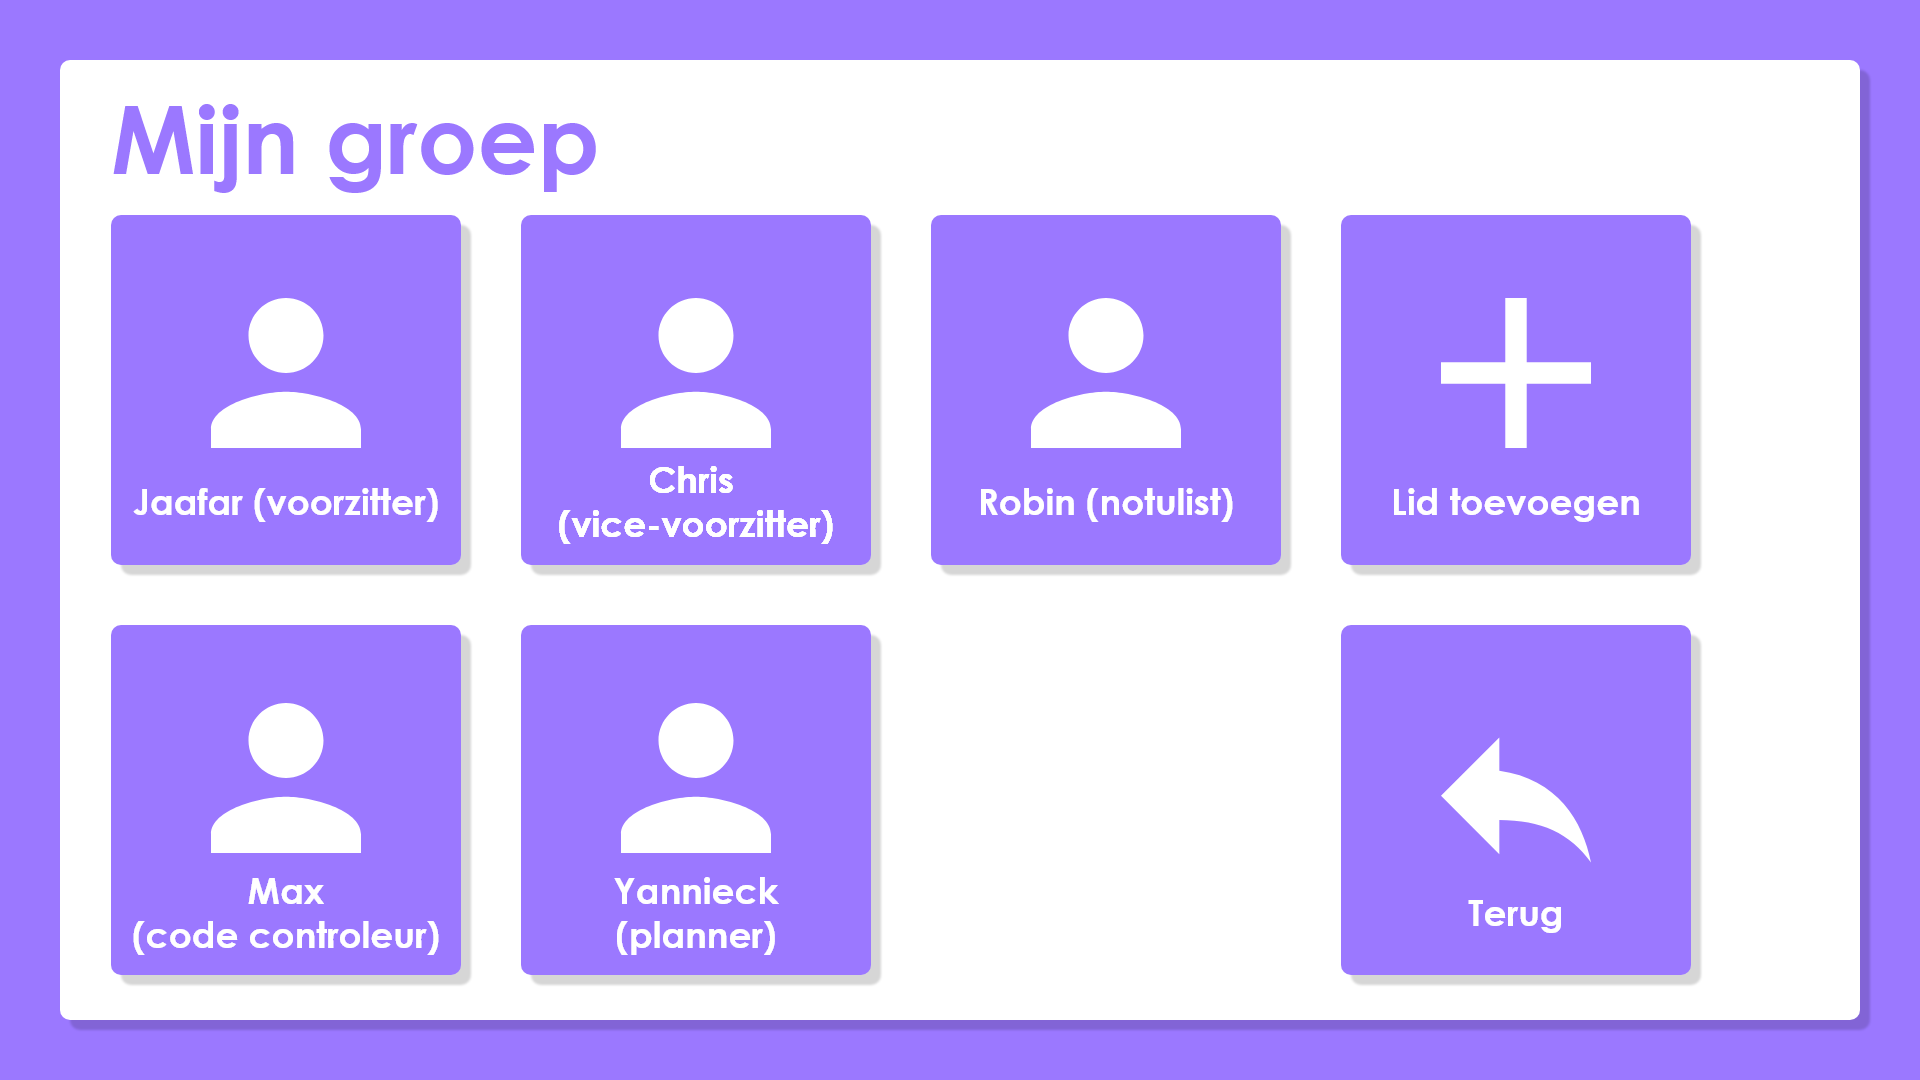 Mijn groep
Jaafar (voorzitter)
Chris
(vice-voorzitter)
Robin (notulist)
Lid toevoegen
Max
(code controleur)
Yannieck
(planner)
Terug